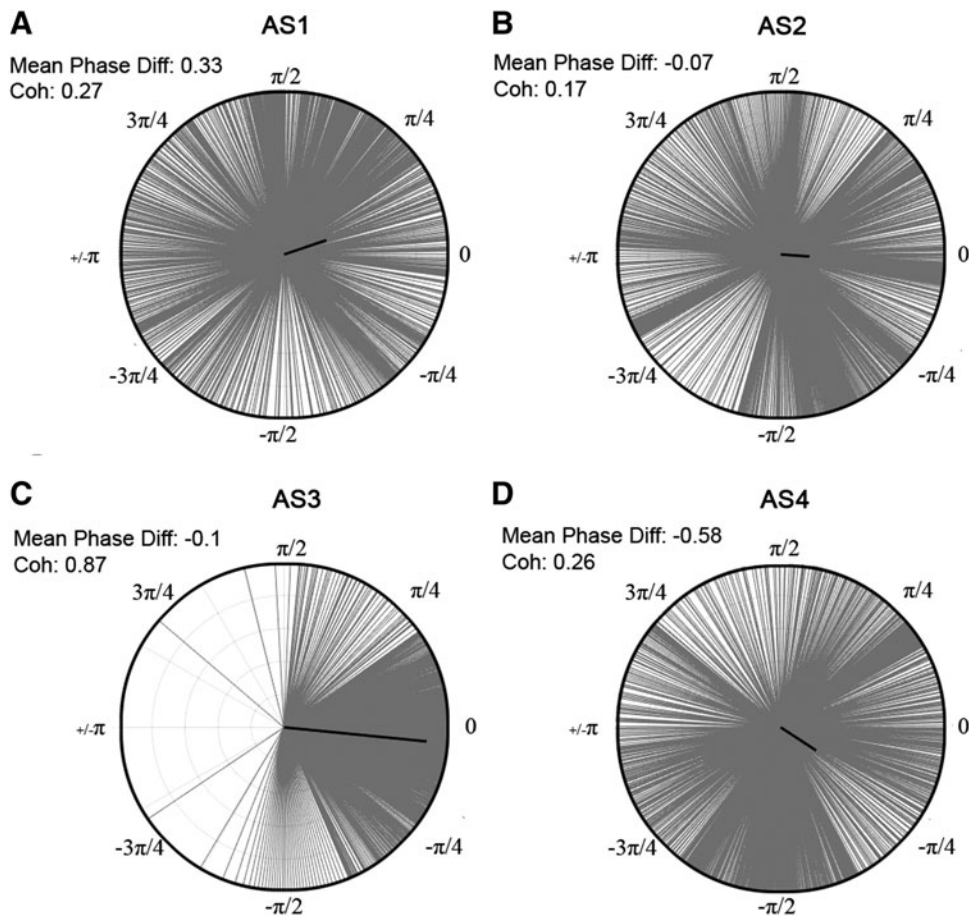 A
AS1
Mean Phase Diff: 0.33
Coh: 0.27
π/2
3π/4
π/4
+/-π
0
-3π/4
-π/4
-π/2
B
AS2
Mean Phase Diff: -0.07
Coh: 0.17
π/2
3π/4
π/4
+/-π
0
-3π/4
-π/4
-π/2
C
AS3
Mean Phase Diff: -0.1
Coh: 0.87
π/2
3π/4
π/4
+/-π
0
-3π/4
-π/4
-π/2
D
AS4
Mean Phase Diff: -0.58
Coh: 0.26
π/2
3π/4
π/4
+/-π
0
-3π/4
-π/4
-π/2